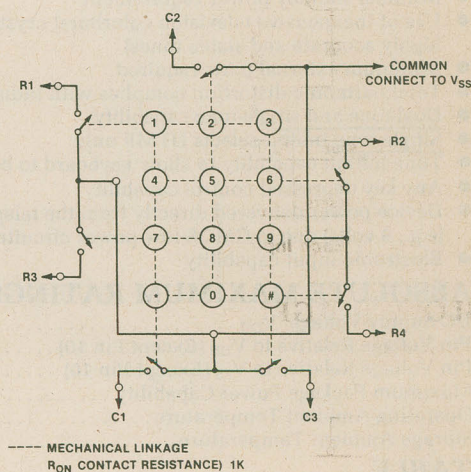 C2
COMMON
CONNECT TO VSS
R1
R2
1 2 3
4 5 6
7 8 9
* 0 #
R3
R4
C1
C3
---- MECHANICAL LINKAGE
RON CONTACT RESISTANCE) 1K